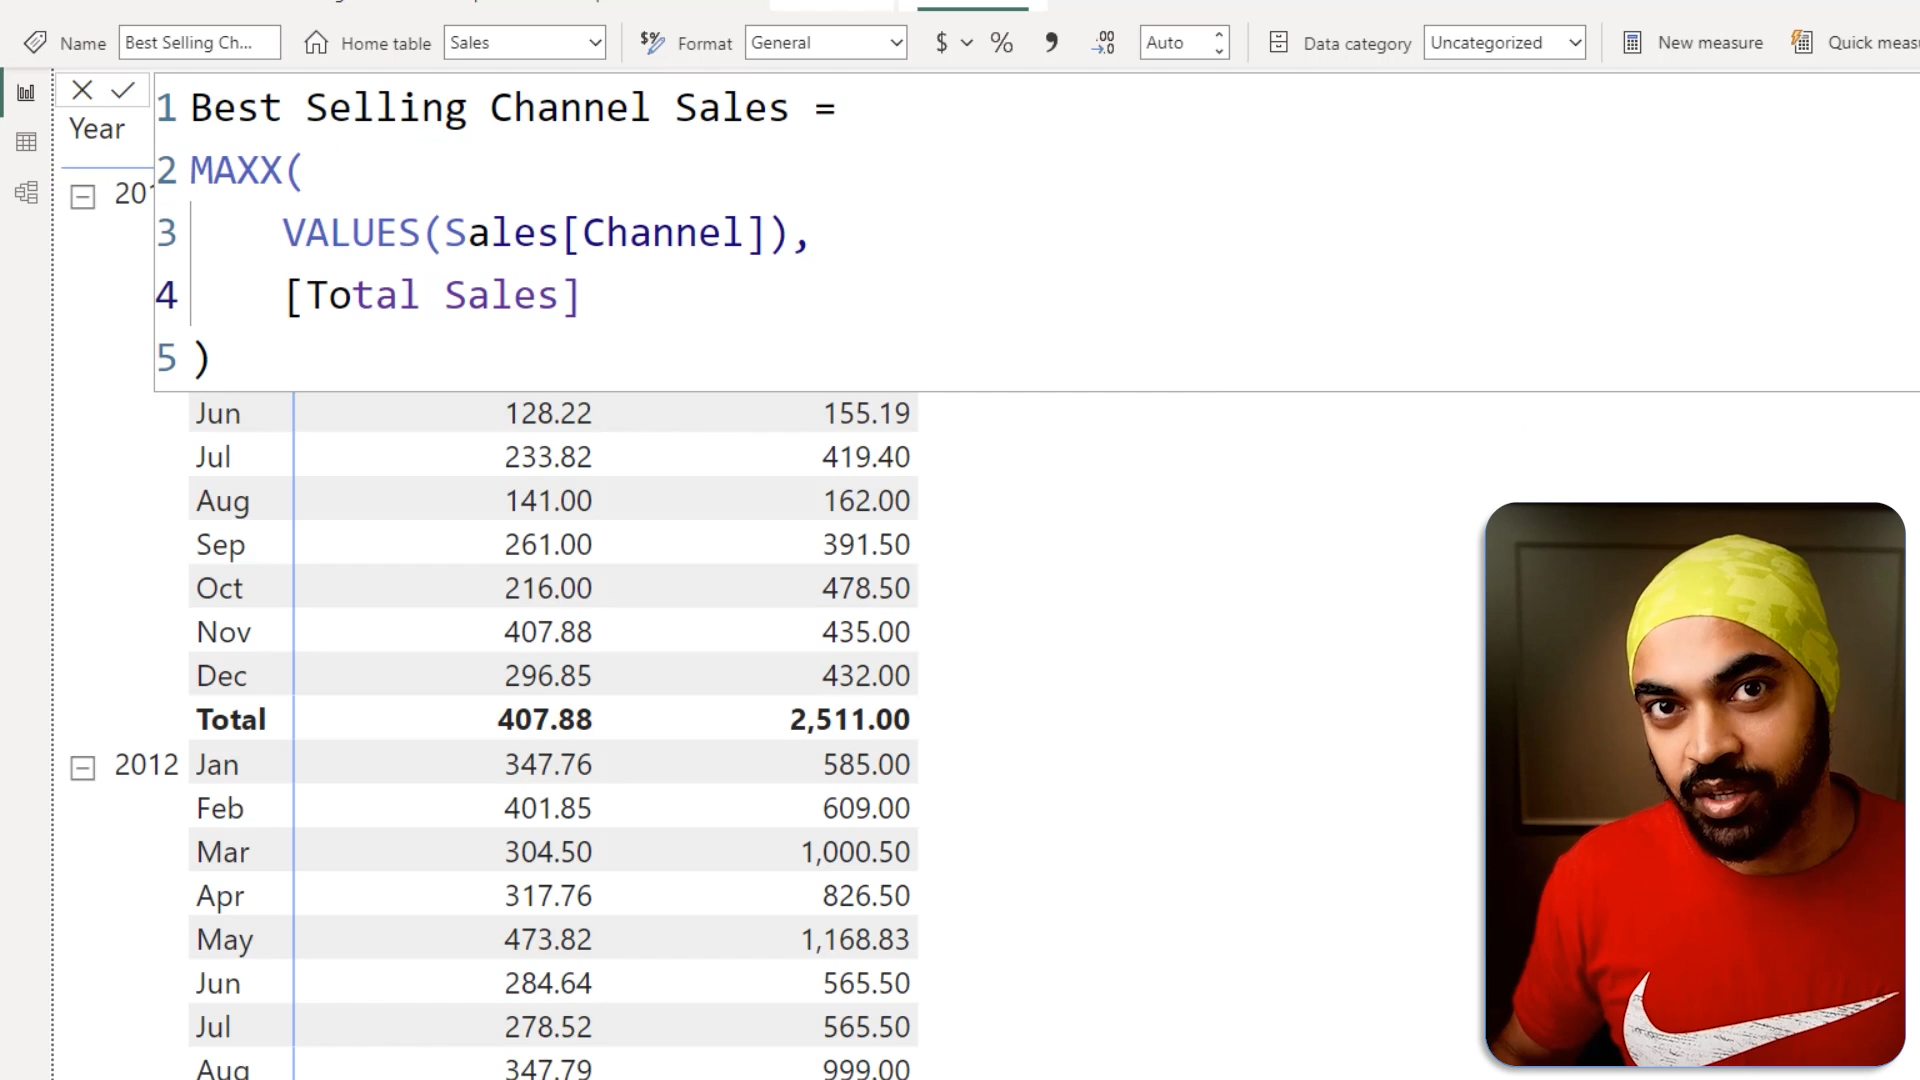 Name Best Selling Ch... Home table Sales Format General $ % Auto Data category Uncategorized New measure
1 Best Selling Channel Sales =
Year
2 MAXX(
3 VALUES(Sales[Channel]),
4 [Total Sales]
5 )
Jun 128.22 155.19
Jul 233.82 419.40
Aug 141.00 162.00
Sep 261.00 391.50
Oct 216.00 478.50
Nov 407.88 435.00
Dec 296.85 432.00
Total 407.88 2,511.00
2012 Jan 347.76 585.00
Feb 401.85 609.00
Mar 304.50 1,000.50
Apr 317.76 826.50
May 473.82 1,168.83
Jun 284.64 565.50
Jul 278.52 565.50
Aug 347.79 999.00